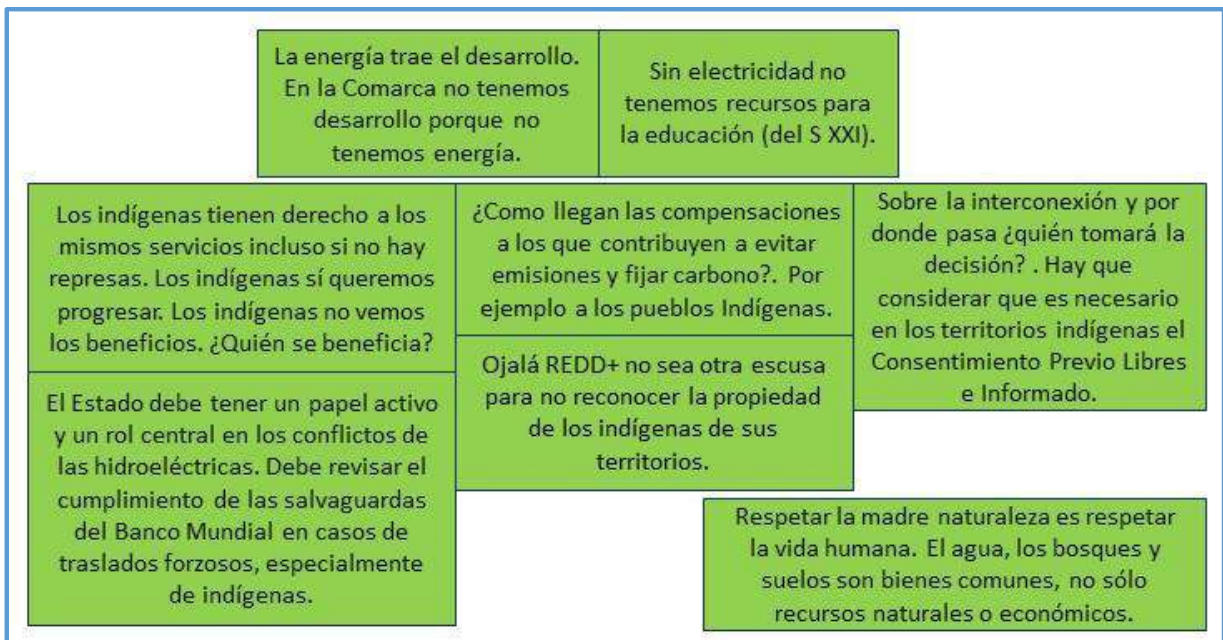 La energía trae el desarrollo.
En la Comarca no tenemos
desarrollo porque no
tenemos energía.
Sin electricidad no
tenemos recursos para
la educación (del S XXI).
Los indígenas tienen derecho a los
mismos servicios incluso si no hay
represas. Los indígenas sí queremos
progresar. Los indígenas no vemos
los beneficios. ¿Quién se beneficia?
¿Como llegan las compensaciones
a los que contribuyen a evitar
emisiones y fijar carbono?. Por
ejemplo a los pueblos Indígenas.
Sobre la interconexión y por
donde pasa ¿quién tomará la
decisión? . Hay que
considerar que es necesario
en los territorios indígenas el
Consentimiento Previo Libres
e Informado.
El Estado debe tener un papel activo
y un rol central en los conflictos de
las hidroeléctricas. Debe revisar el
cumplimiento de las salvaguardas
del Banco Mundial en casos de
traslados forzosos, especialmente
de indígenas.
Ojalá REDD+ no sea otra escusa
para no reconocer la propiedad
de los indígenas de sus
territorios.
Respetar la madre naturaleza es respetar
la vida humana. El agua, los bosques y
suelos son bienes comunes, no sólo
recursos naturales o económicos.